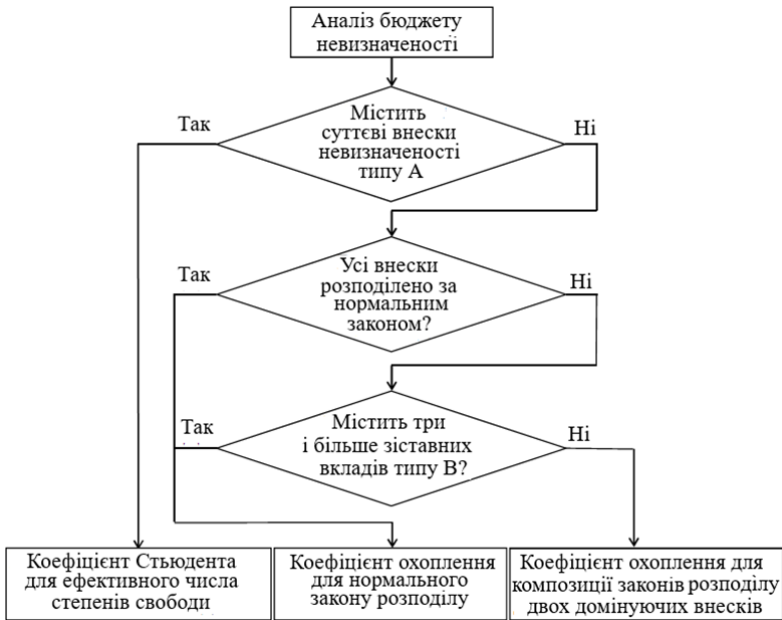 Аналіз бюджету
невизначеності
Містить
суттєві внески
невизначеності
типу А
Так
Ні
Усі внески
розподілено за
нормальним
законом?
Так
Ні
Містить три
і більше зіставних
вкладів типу В?
Так
Ні
Коефіцієнт Стьюдента
для ефективного числа
степенів свободи
Коефіцієнт охоплення
для нормального
закону розподілу
Коефіцієнт охоплення для
композиції законів розподілу
двох домінуючих внесків